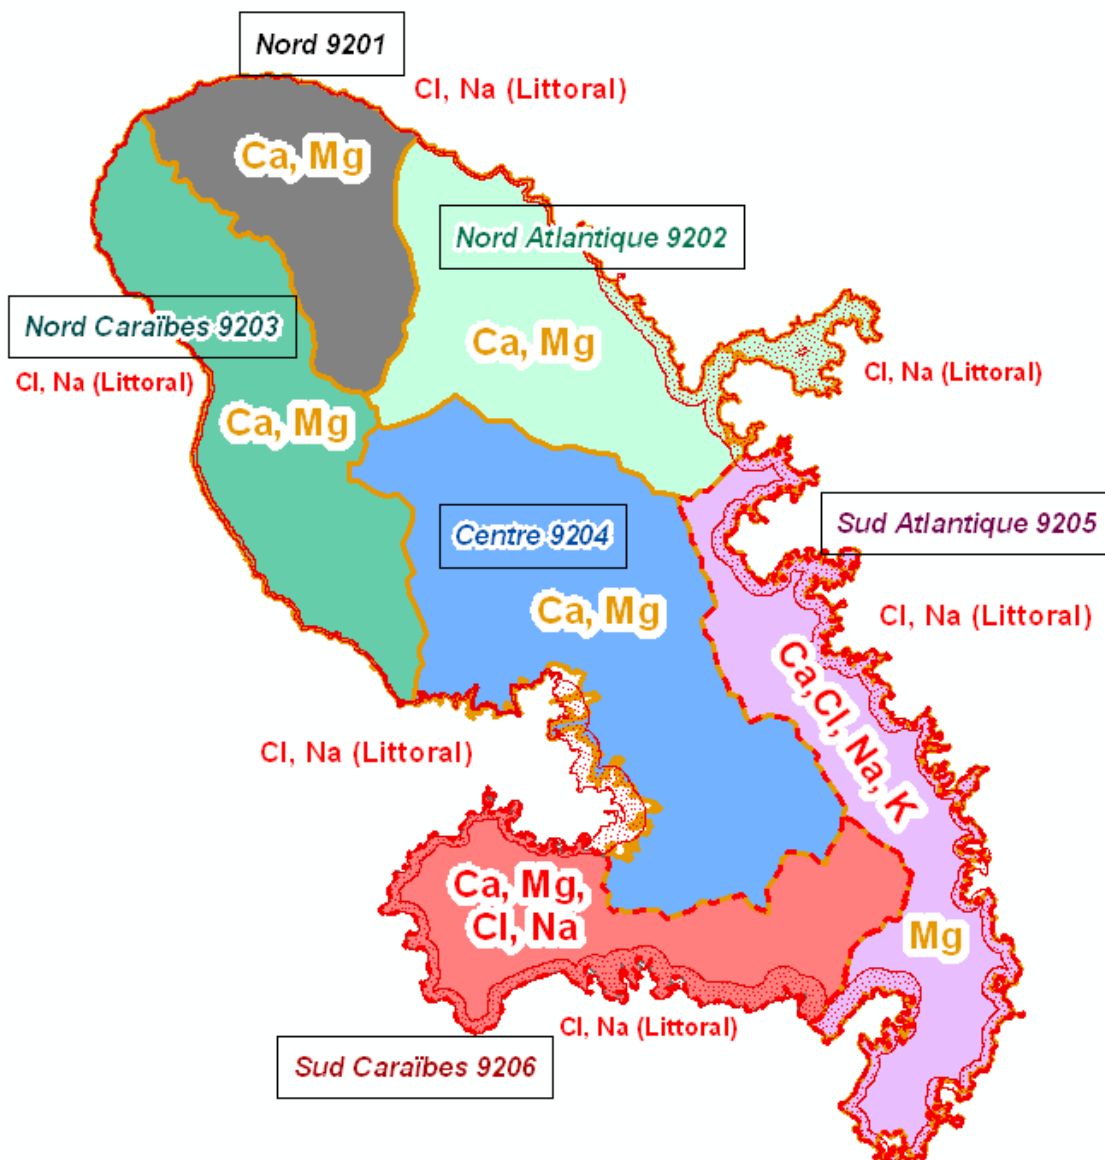 Nord 9201
Cl, Na (Littoral)
Ca, Mg
Nord Atlantique 9202
Nord Caraïbes 9203
Ca, Mg
Cl, Na (Littoral)
Cl, Na (Littoral)
Ca, Mg
Sud Atlantique 9205
Centre 9204
Ca, Mg
Cl, Na (Littoral)
Ca,Cl, Na, K
Cl, Na (Littoral)
Ca, Mg,
Cl, Na
Mg
Cl, Na (Littoral)
Sud Caraïbes 9206